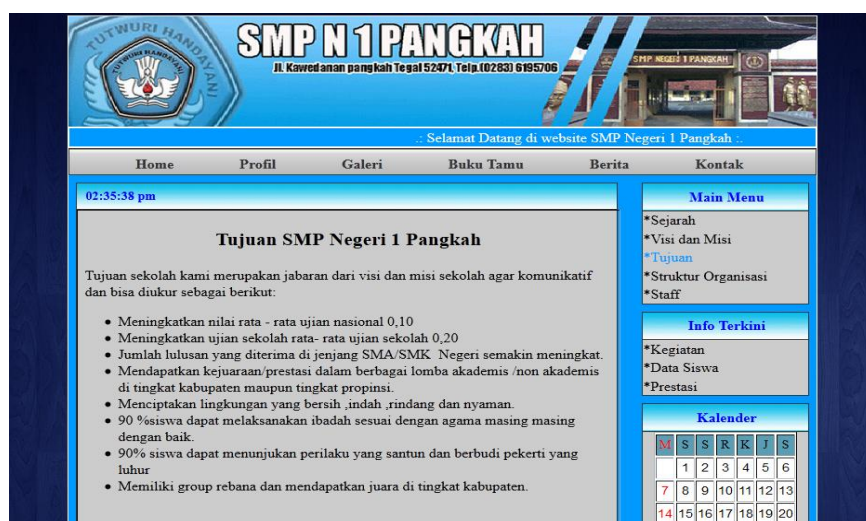 TUTWURI HANDAYANI
SMP N 1 PANGKAH
Jl. Kawedanan pangkah Tegal 52471, Telp.(0283) 6195706
SMP NEGERI 1 PANGKAH
.: Selamat Datang di website SMP Negeri 1 Pangkah :.
Home Profil Galeri Buku Tamu Berita Kontak
02:35:38 pm
Tujuan SMP Negeri 1 Pangkah
Tujuan sekolah kami merupakan jabaran dari visi dan misi sekolah agar komunikatif
dan bisa diukur sebagai berikut:
• Meningkatkan nilai rata - rata ujian nasional 0,10
• Meningkatkan ujian sekolah rata- rata ujian sekolah 0,20
• Jumlah lulusan yang diterima di jenjang SMA/SMK Negeri semakin meningkat.
• Mendapatkan kejuaraan/prestasi dalam berbagai lomba akademis /non akademis
di tingkat kabupaten maupun tingkat propinsi.
• Menciptakan lingkungan yang bersih ,indah ,rindang dan nyaman.
• 90 %siswa dapat melaksanakan ibadah sesuai dengan agama masing masing
dengan baik.
• 90% siswa dapat menunjukan perilaku yang santun dan berbudi pekerti yang
luhur
• Memiliki group rebana dan mendapatkan juara di tingkat kabupaten.
Main Menu
*Sejarah
*Visi dan Misi
*Tujuan
*Struktur Organisasi
*Staff
Info Terkini
*Kegiatan
*Data Siswa
*Prestasi
Kalender
M S S R K J S
1 2 3 4 5 6
7 8 9 10 11 12 13
14 15 16 17 18 19 20